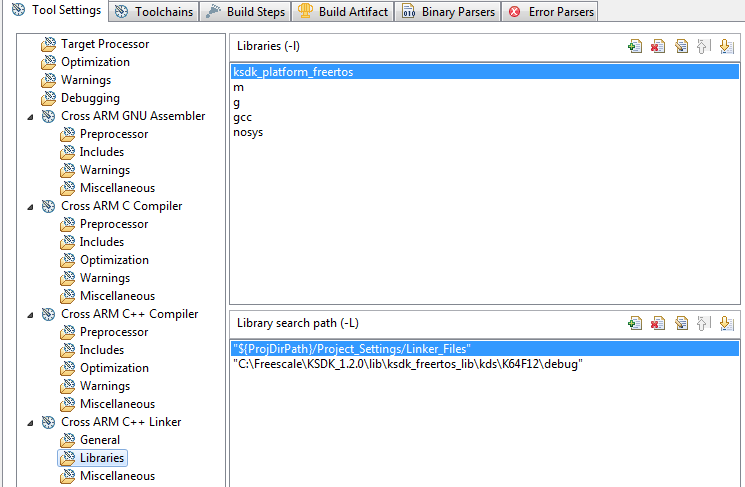 Tool Settings Toolchains Build Steps Build Artifact Binary Parsers Error Parsers
Target Processor
Optimization
Warnings
Debugging
Cross ARM GNU Assembler
Preprocessor
Includes
Warnings
Miscellaneous
Cross ARM C Compiler
Preprocessor
Includes
Optimization
Warnings
Miscellaneous
Cross ARM C++ Compiler
Preprocessor
Includes
Optimization
Warnings
Miscellaneous
Cross ARM C++ Linker
General
Libraries
Miscellaneous
Libraries (-l)
ksdk_platform_freertos
m
g
gcc
nosys
Library search path (-L)
"${ProjDirPath}/Project_Settings/Linker_Files"
"C:\Freescale\KSDK_1.2.0\lib\ksdk_freertos_lib\kds\K64F12\debug"